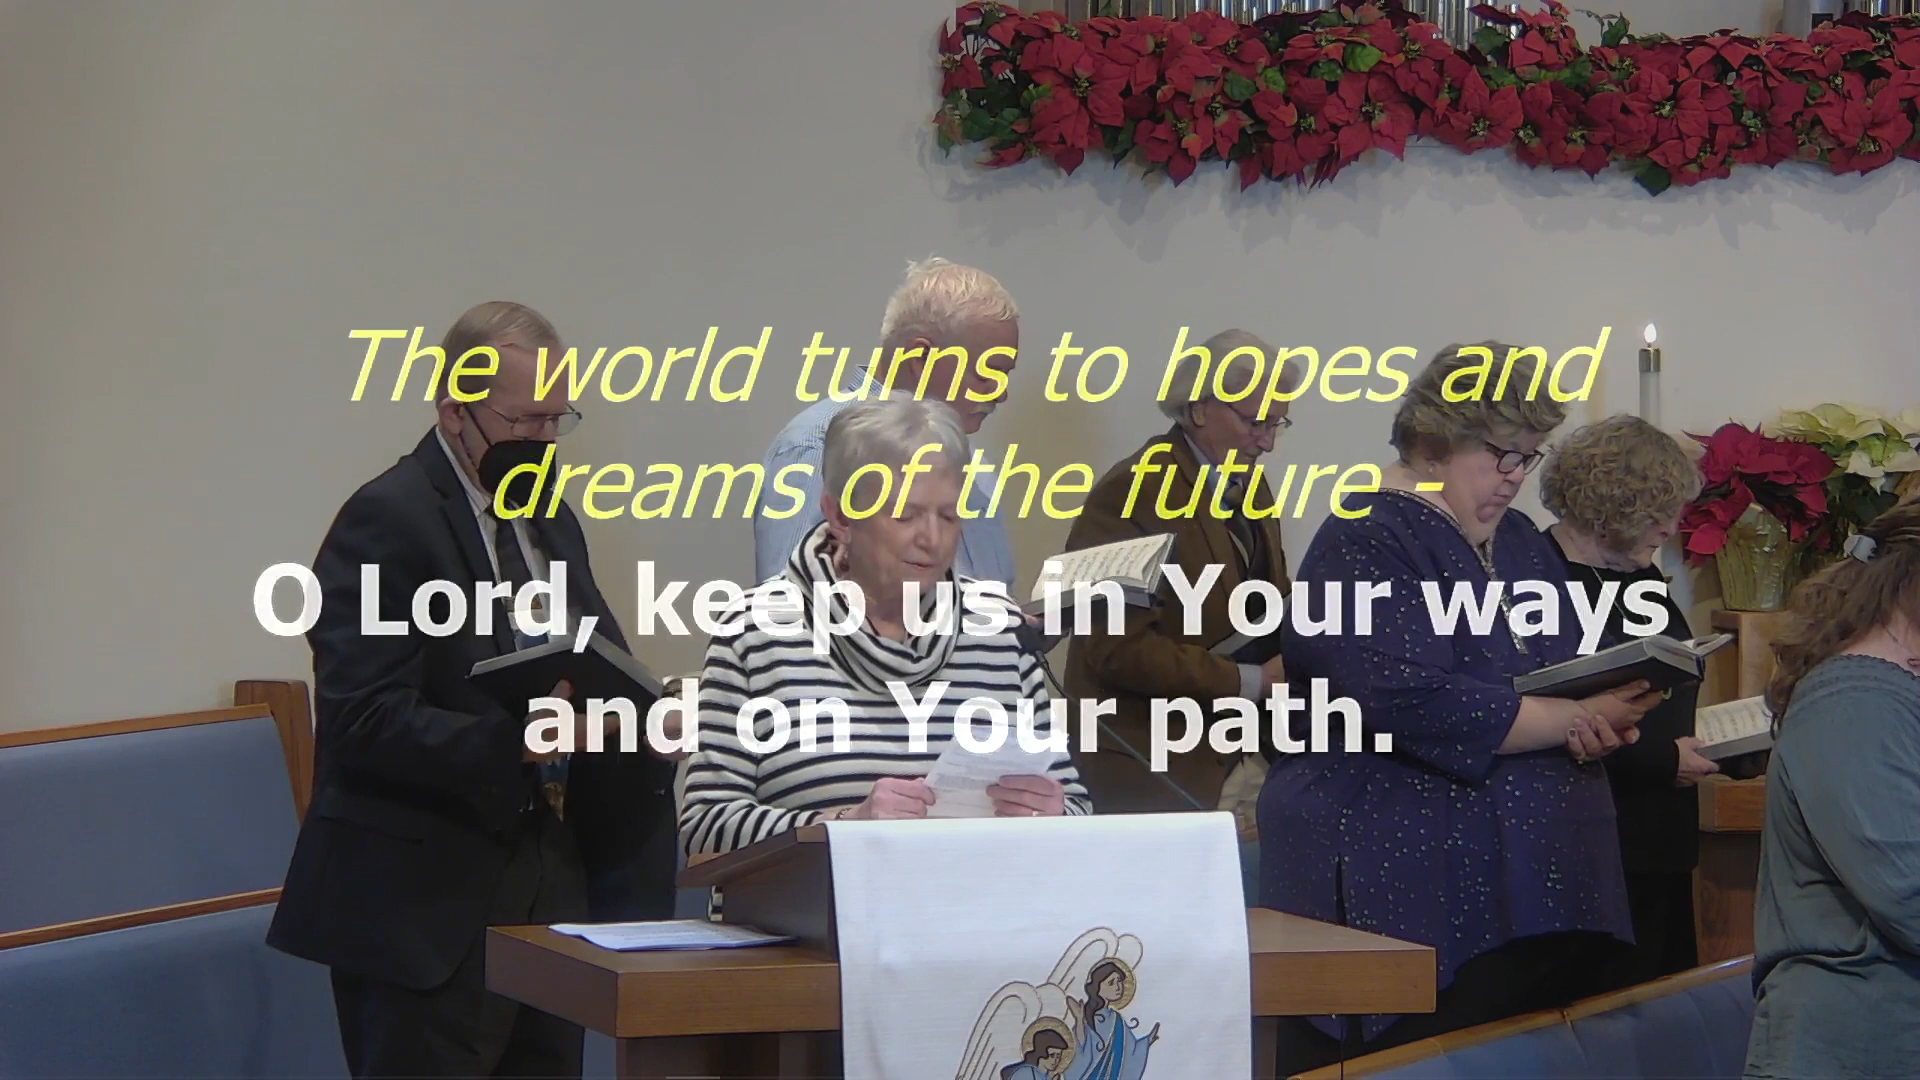 The world turns to hopes and
dreams of the future -
O Lord, keep us in Your ways
and on Your path.